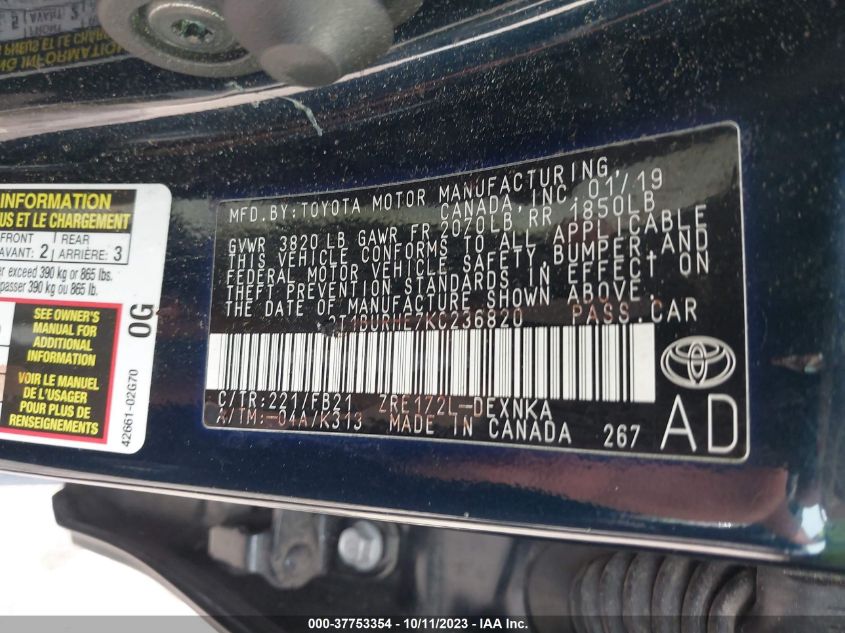 MFD. BY: TOYOTA MOTOR MANUFACTURING,
CANADA, INC. 01/19
GVWR 3820 LB GAWR FR 2070LB, RR 1850LB
THIS VEHICLE CONFORMS TO ALL APPLICABLE
FEDERAL MOTOR VEHICLE SAFETY, BUMPER, AND
THEFT PREVENTION STANDARDS IN EFFECT ON
THE DATE OF MANUFACTURE SHOWN ABOVE.
2T1BURHE7KC236820 PASS.CAR
C/TR:221/FB21 ZRE172L-DEXNKA
A/TM:-04A/K313 MADE IN CANADA 267
AD
INFORMATION
US ET LE CHARGEMENT
FRONT REAR
AVANT: 2 ARRIÈRE: 3
er exceed 390 kg or 865 lbs.
passer 390 kg ou 865 lb.
SEE OWNER'S
MANUAL FOR
ADDITIONAL
INFORMATION
VOIR LE MANUEL
DE L'USAGER
POUR PLUS DE
RENSEIGNEMENTS
0G
42661-02G70
000-37753354 - 10/11/2023 - IAA Inc.